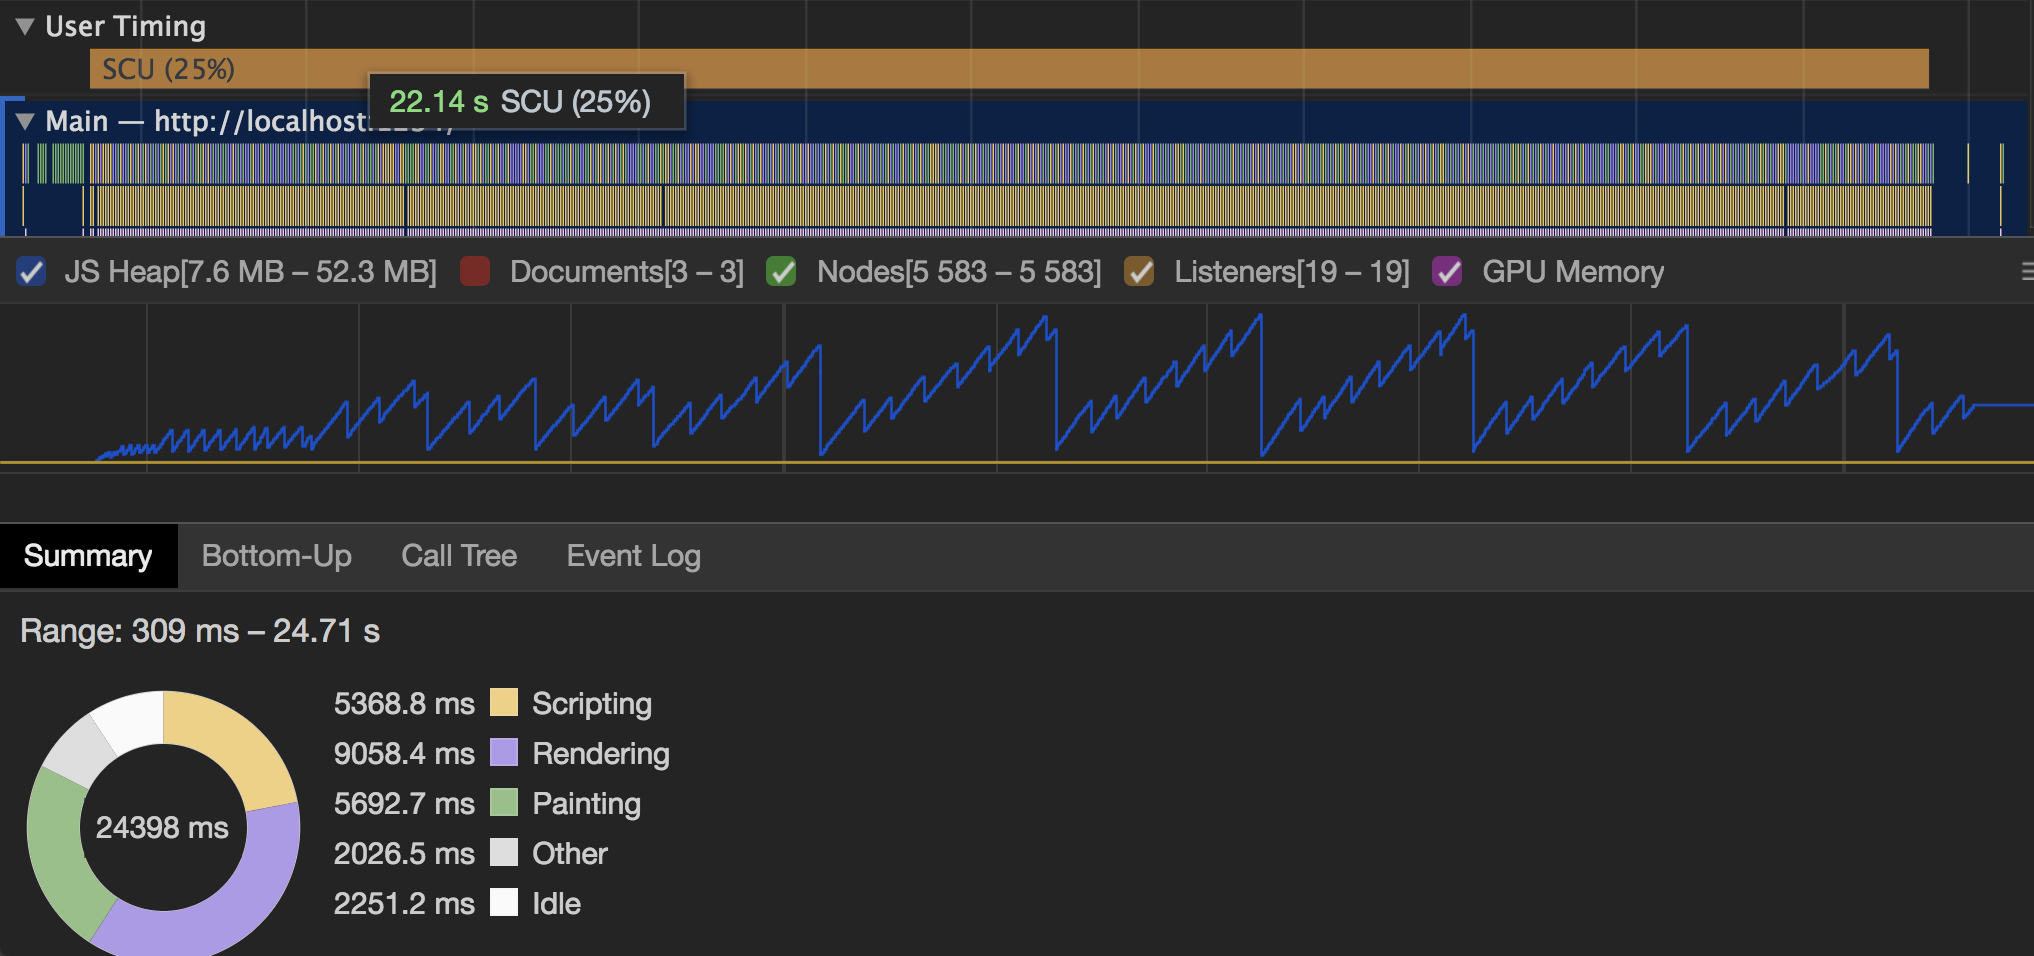 User Timing
SCU (25%)
22.14 s SCU (25%)
Main — http://localhost:
JS Heap[7.6 MB – 52.3 MB] Documents[3 – 3] Nodes[5 583 – 5 583] Listeners[19 – 19] GPU Memory
Summary Bottom-Up Call Tree Event Log
Range: 309 ms – 24.71 s
24398 ms
5368.8 ms Scripting
9058.4 ms Rendering
5692.7 ms Painting
2026.5 ms Other
2251.2 ms Idle